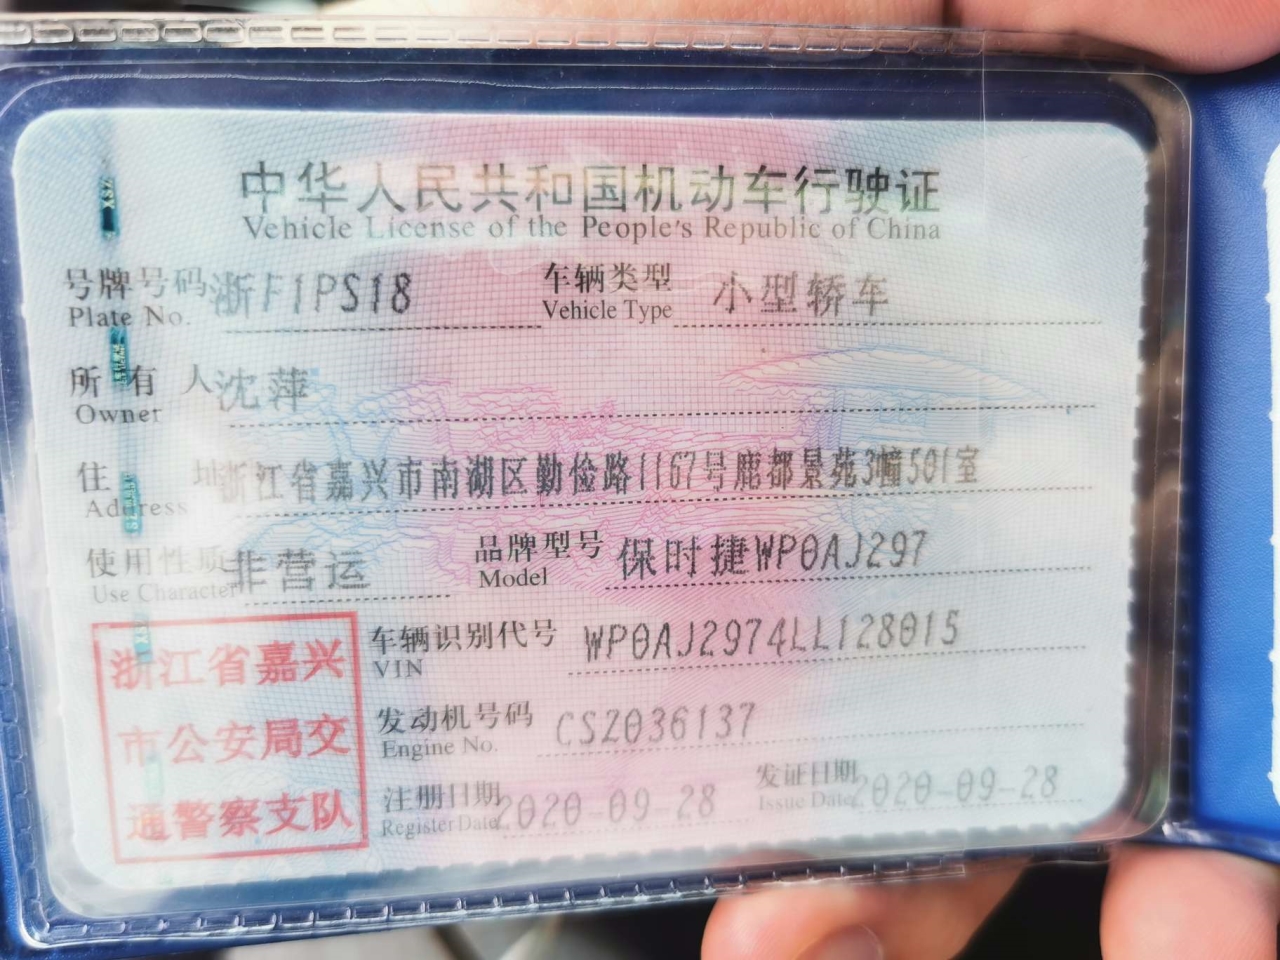 中华人民共和国机动车行驶证
Vehicle License of the People's Republic of China
号牌号码 浙F1PS18 车辆类型 小型轿车
Plate No. Vehicle Type
所有人 沈萍
Owner
住址 浙江省嘉兴市南湖区勤俭路1167号鹿都景苑3幢501室
Address
使用性质 非营运 品牌型号 保时捷WP0AJ297
Use Character Model
车辆识别代号 WP0AJ2974LL128015
VIN
发动机号码 CSZ036137
Engine No.
注册日期 2020-09-28 发证日期 2020-09-28
Register Date Issue Date
浙江省嘉兴
市公安局交
通警察支队